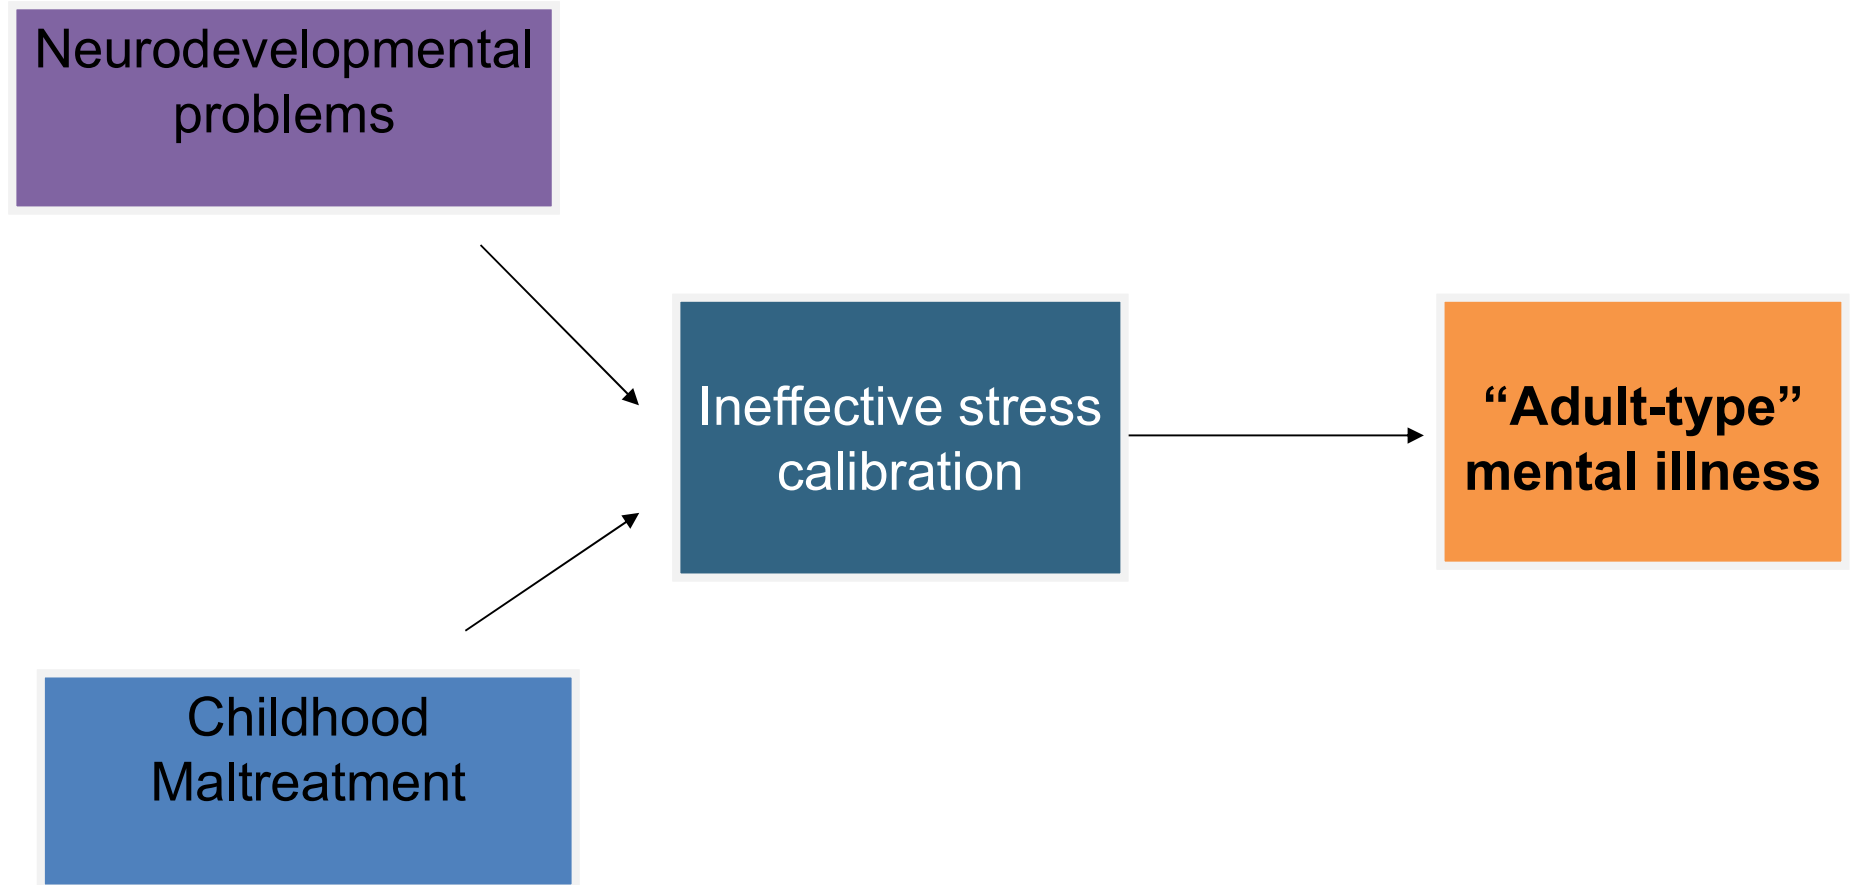 Neurodevelopmental
problems
Ineffective stress
calibration
“Adult-type”
mental illness
Childhood
Maltreatment